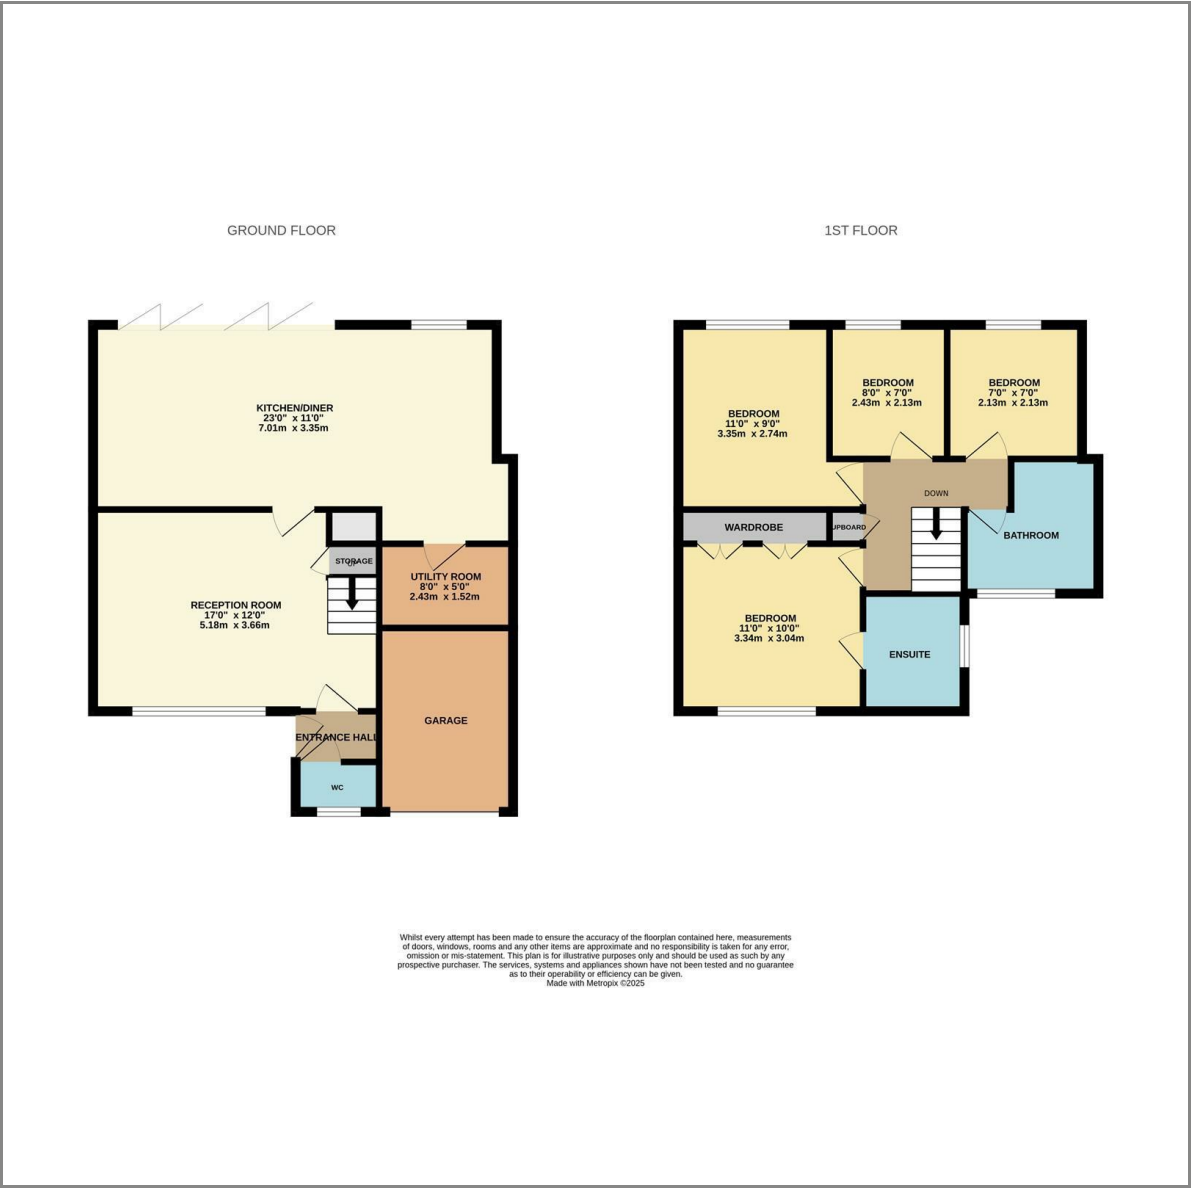 GROUND FLOOR
1ST FLOOR
KITCHEN/DINER
23'0" x 11'0"
7.01m x 3.35m
STORAGE
UP
UTILITY ROOM
8'0" x 5'0"
2.43m x 1.52m
RECEPTION ROOM
17'0" x 12'0"
5.18m x 3.66m
GARAGE
ENTRANCE HALL
WC
BEDROOM
11'0" x 9'0"
3.35m x 2.74m
BEDROOM
8'0" x 7'0"
2.43m x 2.13m
BEDROOM
7'0" x 7'0"
2.13m x 2.13m
DOWN
WARDROBE
UPBOARD
BATHROOM
BEDROOM
11'0" x 10'0"
3.34m x 3.04m
ENSUITE
Whilst every attempt has been made to ensure the accuracy of the floorplan contained here, measurements
of doors, windows, rooms and any other items are approximate and no responsibility is taken for any error,
omission or mis-statement. This plan is for illustrative purposes only and should be used as such by any
prospective purchaser. The services, systems and appliances shown have not been tested and no guarantee
as to their operability or efficiency can be given.
Made with Metropix ©2025